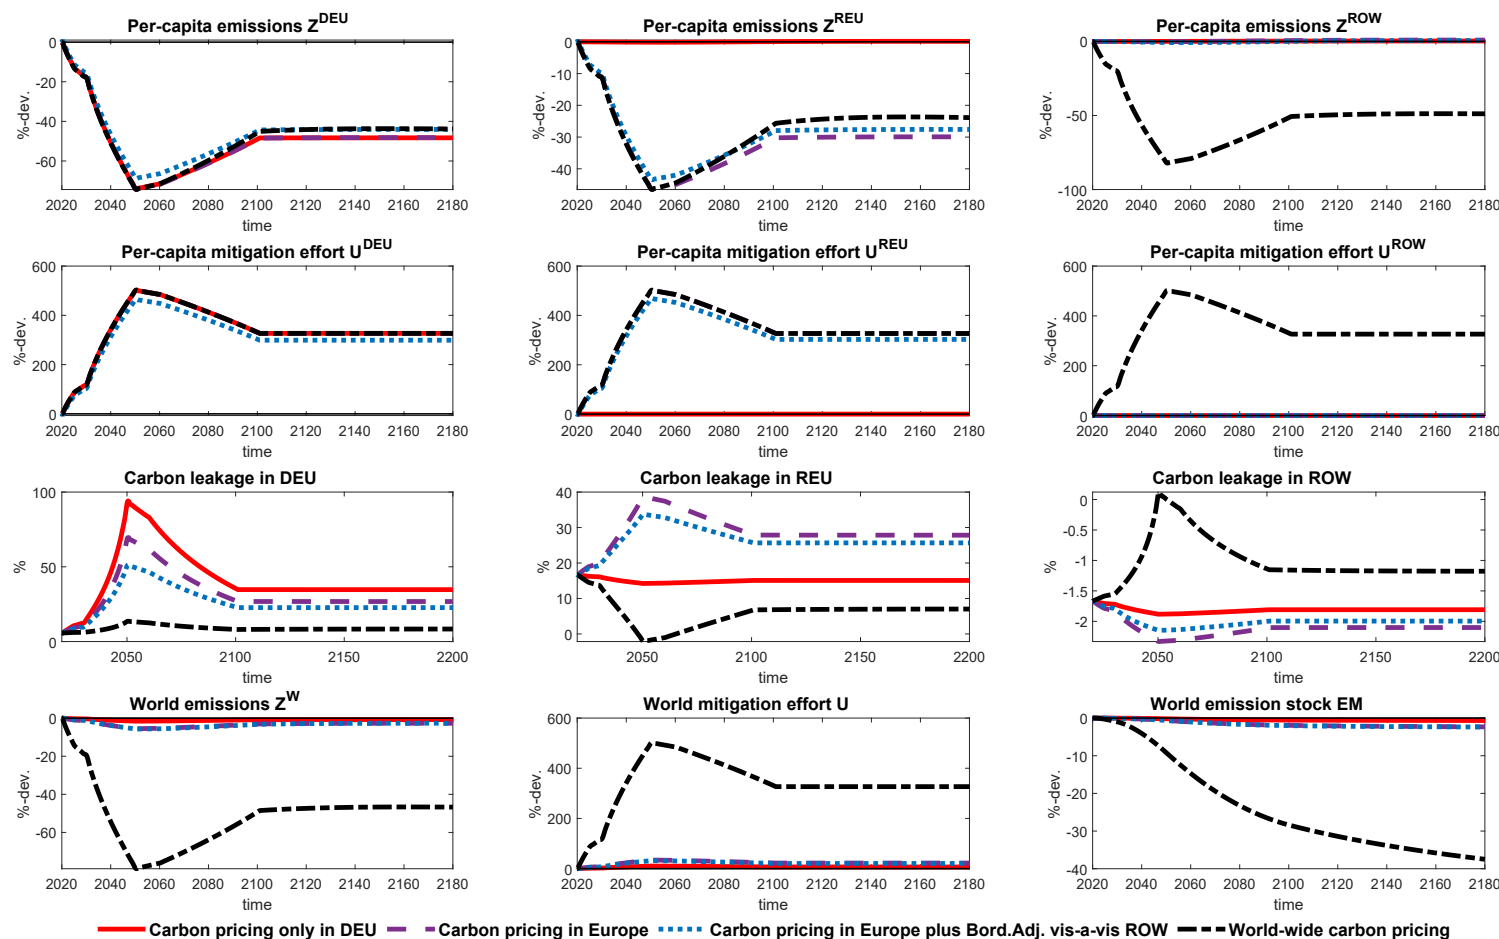 Per-capita emissions Z^DEU
Per-capita emissions Z^REU
Per-capita emissions Z^ROW
%-dev.
0
-20
-40
-60
2020 2040 2060 2080 2100 2120 2140 2160 2180
time
%-dev.
0
-10
-20
-30
-40
2020 2040 2060 2080 2100 2120 2140 2160 2180
time
%-dev.
0
-50
-100
2020 2040 2060 2080 2100 2120 2140 2160 2180
time
Per-capita mitigation effort U^DEU
Per-capita mitigation effort U^REU
Per-capita mitigation effort U^ROW
%-dev.
600
400
200
0
2020 2040 2060 2080 2100 2120 2140 2160 2180
time
%-dev.
600
400
200
0
2020 2040 2060 2080 2100 2120 2140 2160 2180
time
%-dev.
600
400
200
0
2020 2040 2060 2080 2100 2120 2140 2160 2180
time
Carbon leakage in DEU
Carbon leakage in REU
Carbon leakage in ROW
%
100
50
0
2050 2100 2150 2200
time
%
40
30
20
10
0
2050 2100 2150 2200
time
%
0
-0.5
-1
-1.5
-2
2050 2100 2150 2200
time
World emissions Z^W
World mitigation effort U
World emission stock EM
%-dev.
0
-20
-40
-60
2020 2040 2060 2080 2100 2120 2140 2160 2180
time
%-dev.
600
400
200
0
2020 2040 2060 2080 2100 2120 2140 2160 2180
time
%-dev.
0
-10
-20
-30
-40
2020 2040 2060 2080 2100 2120 2140 2160 2180
time
Carbon pricing only in DEU Carbon pricing in Europe Carbon pricing in Europe plus Bord.Adj. vis-a-vis ROW World-wide carbon pricing